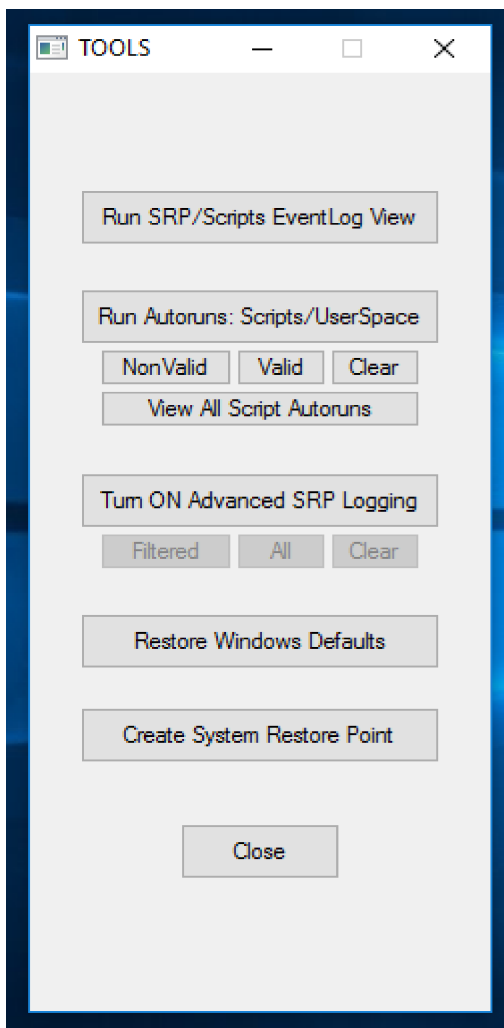 TOOLS
Run SRP/Scripts EventLog View
Run Autoruns: Scripts/UserSpace
NonValid Valid Clear
View All Script Autoruns
Turn ON Advanced SRP Logging
Filtered All Clear
Restore Windows Defaults
Create System Restore Point
Close